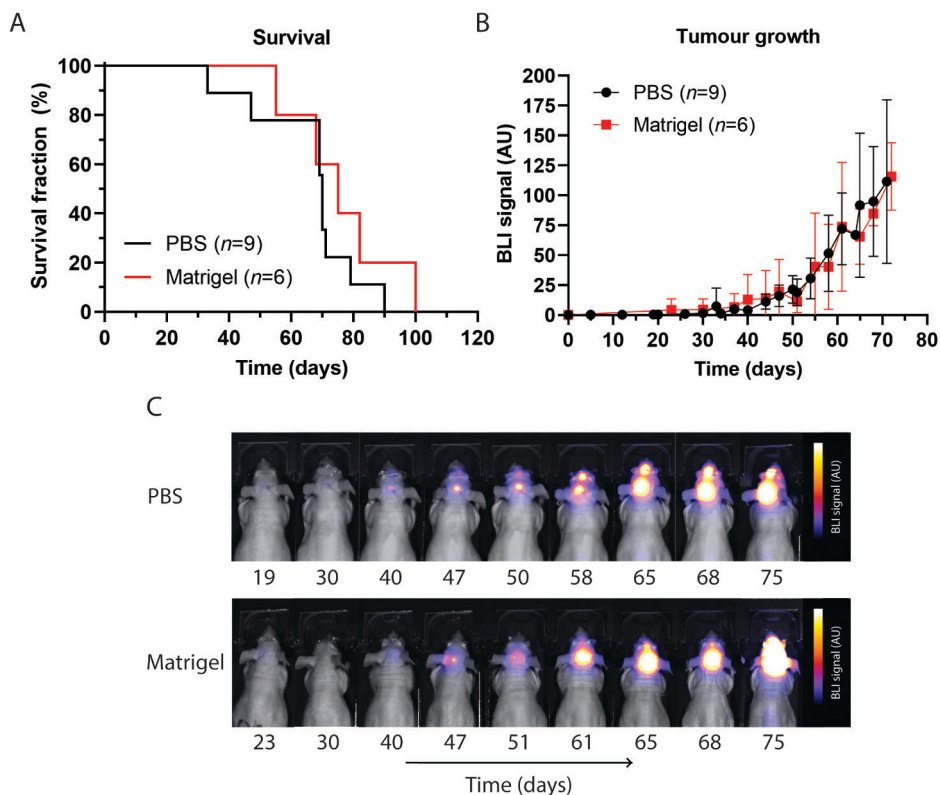 A
Survival
Survival fraction (%)
100
80
60
40
20
0
PBS (n=9)
Matrigel (n=6)
0 20 40 60 80 100 120
Time (days)
B
Tumour growth
BLI signal (AU)
200
175
150
125
100
75
50
25
0
PBS (n=9)
Matrigel (n=6)
0 10 20 30 40 50 60 70 80
Time (days)
C
PBS
BLI signal (AU)
19 30 40 47 50 58 65 68 75
Matrigel
BLI signal (AU)
23 30 40 47 51 61 65 68 75
Time (days)